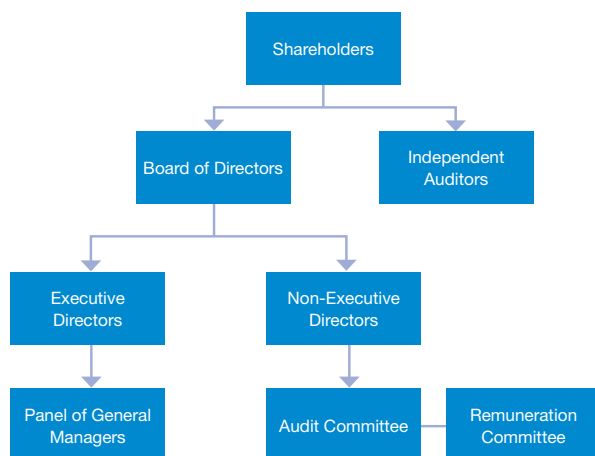 Shareholders
Board of Directors
Independent
Auditors
Executive
Directors
Non-Executive
Directors
Panel of General
Managers
Audit Committee
Remuneration
Committee